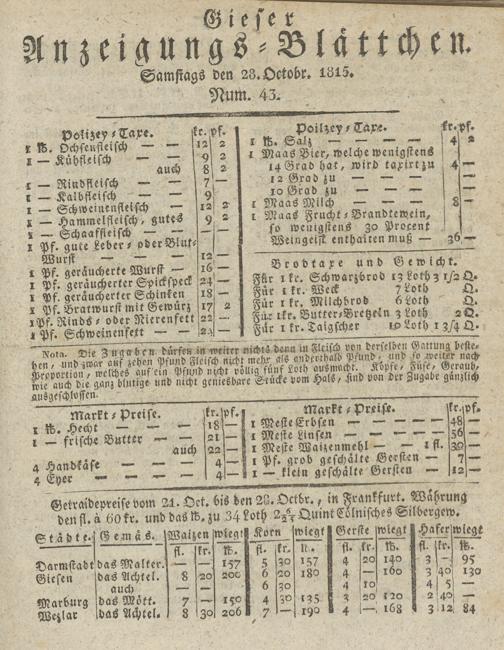 Gieser
Anzeigungs-Blättchen.
Samstags den 28. Octobr. 1815.
Num. 43.
Polizey-Taxe. kr. pf.
1 ℔. Ochsenfleisch — — 12 2
1 — Kühfleisch — — 9 2
auch 8 2
1 — Rindfleisch — — 7 —
1 — Kalbfleisch — — 9
1 — Schweinenfleisch — 12 2
1 — Hammelfleisch, gutes 9 2
1 — Schaaffleisch — —
1 Pf. gute Leber- oder Blut-
Wurst — — — 12 —
1 Pf. geräucherte Wurst — 16 —
1 Pf. geräucherter Spickspeck 24 —
1 Pf. geräucherter Schinken 18 —
1 Pf. Bratwurst mit Gewürz 17 2
1 Pf. Rinds- oder Nierenfett 22 —
1 Pf. Schweinenfett — —
Poilzey-Taxe. kr. pf.
1 ℔. Salz — — — 4 2
1 Maas Bier, welche wenigstens
14 Grad hat, wird taxirt zu 4 —
12 Grad zu — —
10 Grad zu — —
1 Maas Milch — — 8 —
1 Maas Frucht-Brandtewein,
so wenigstens 30 Procent
Weingeist enthalten muß — 36 —
Brodtaxe und Gewicht.
Für 1 kr. Schwarzbrod 13 Loth 3 1/2 Q.
Für 1 kr. Weck 7 Loth Q.
Für 1 kr. Milchbrod 6 Loth Q.
Für 1 kr. Butter-Bretzen 3 Loth 2 Q.
Für 1 kr. Taigscher 10 Loth 1 3/4 Q.
Nota. Die Zugaben dürfen in weiter nichts denn in Fleisch von derselben Gattung beste-
hen, und zwar auf zehen Pfund Fleisch nicht mehr als anderthalb Pfund, und so weiter nach
Proportion, welches auf ein Pfund nicht völlig fünf Loth ausmacht. Köpfe, Füse, Geraub,
wie auch die ganz blutige und nicht geniesbare Stücke vom Hals, sind von der Zugabe gänzlich
ausgeschlossen.
Markt-Preise. kr. pf.
1 ℔. Hecht — — — 18 —
1 — frische Butter — — 21 —
auch 22 —
4 Handkäse — — — 4 —
4 Eyer — — — 4 —
Markt-Preise. kr. pf.
1 Meste Erbsen — — 48 —
1 Meste Linsen — — 56 —
1 Meste Waizenmehl — 1 fl. 30 —
1 Pf. grob geschälte Gersten — 7 —
1 — klein geschälte Gersten — 12 —
Getraidepreise vom 21. Oct. bis den 28. Octbr., in Frankfurt. Währung
den fl. à 60 kr. und das ℔. zu 34 Loth Quint Cölnisches Silbergew.
Städte. Gemäs. Waizen wiegt Korn wiegt Gerste wiegt Hafer wiegt.
fl. kr. ℔. fl. kr. ℔. fl. kr. ℔. fl. kr. ℔.
Darmstadt das Malter. — — 157 5 30 157 4 20 140 3 — 95
Giesen das Achtel. 8 20 206 6 20 180 4 — 160 3 40 130
auch — — 6 — 4 10 4 5 —
Marburg das Mött. 7 — 150 4 30 135 4 20 2 40
Wezlar das Achtel. 8 30 206 7 — 190 4 — 168 3 12 84